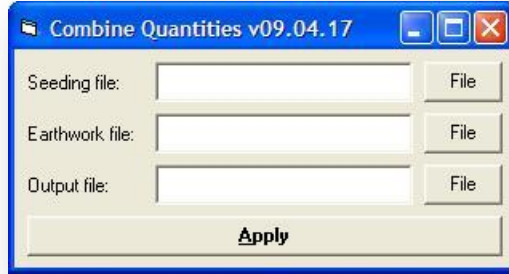 Combine Quantities v09.04.17
Seeding file: File
Earthwork file: File
Output file: File
Apply